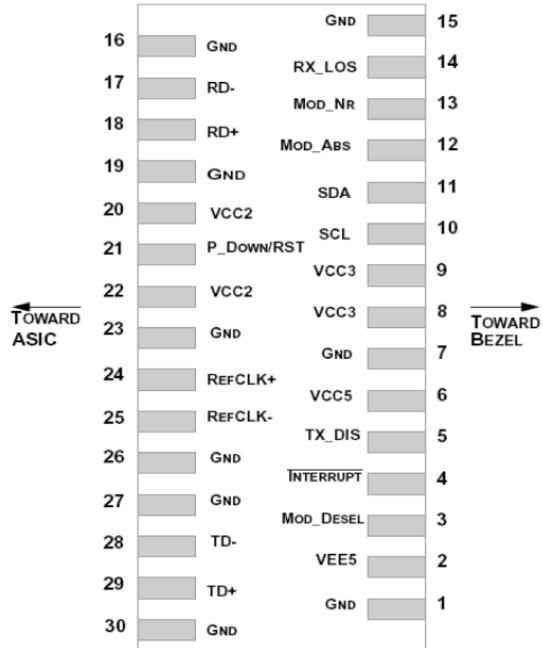 GND 15
16 GND
RX_LOS 14
17 RD-
MOD_NR 13
18 RD+
MOD_ABS 12
19 GND
SDA 11
20 VCC2
SCL 10
21 P_DOWN/RST
VCC3 9
22 VCC2
VCC3 8
TOWARD
ASIC
TOWARD
BEZEL
23 GND
GND 7
24 REFCLK+
VCC5 6
25 REFCLK-
TX_DIS 5
26 GND
INTERRUPT 4
27 GND
MOD_DESEL 3
28 TD-
VEE5 2
29 TD+
GND 1
30 GND